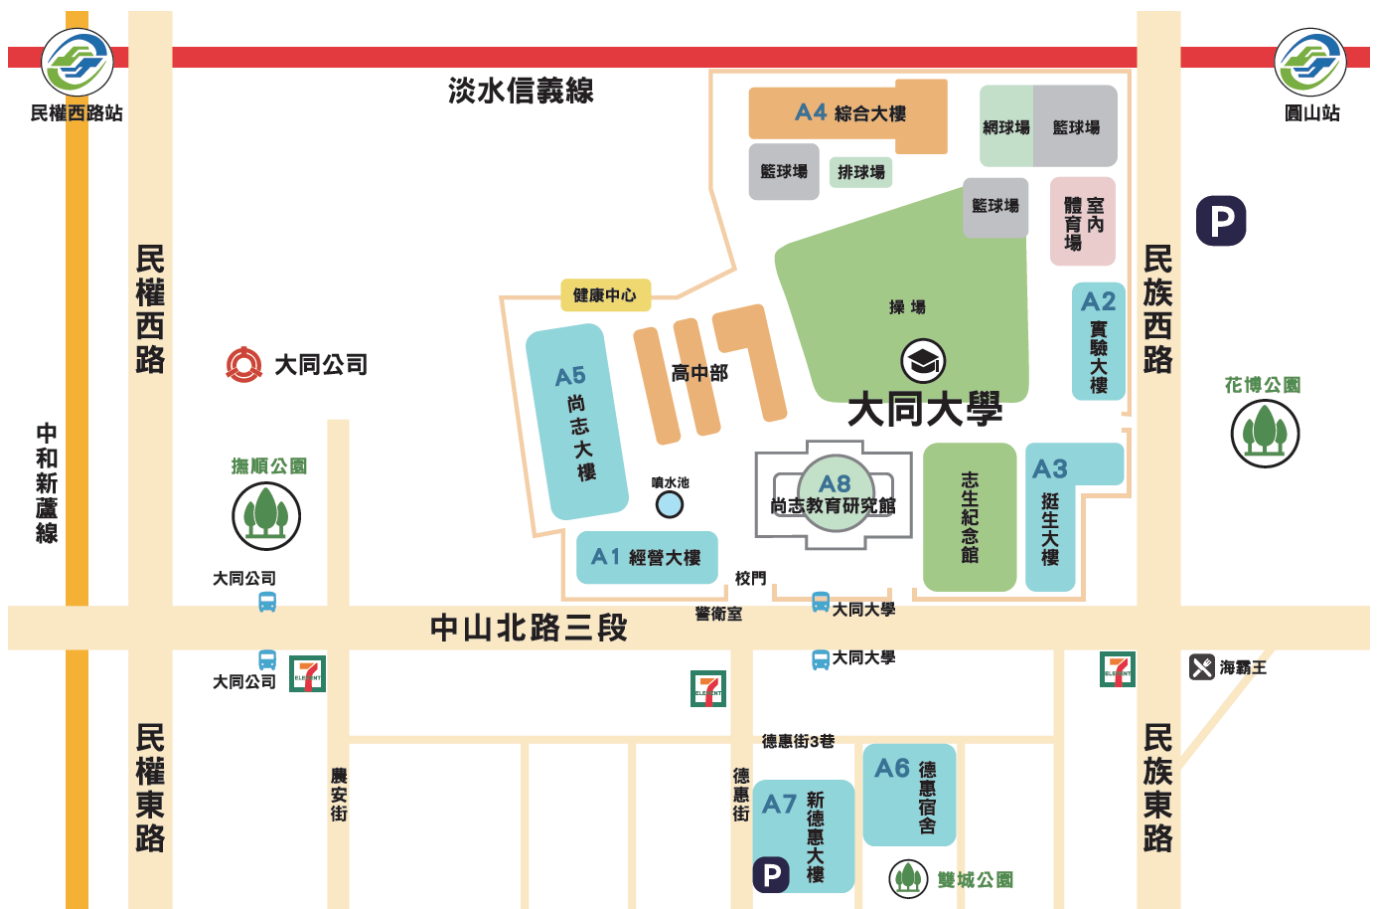 民權西路站
淡水信義線
圓山站
A4 綜合大樓
網球場
籃球場
籃球場
排球場
籃球場
室內
體育場
P
民權西路
民族西路
健康中心
A2
實驗大樓
操場
大同公司
高中部
A5
尚志大樓
大同大學
花博公園
中和新蘆線
撫順公園
噴水池
A8
尚志教育研究館
志生紀念館
A3
挺生大樓
A1 經營大樓
校門
大同公司
警衛室
大同大學
中山北路三段
大同公司
7
ELEVENT
7
ELEVENT
大同大學
7
ELEVENT
海霸王
民權東路
農安街
德惠街
德惠街3巷
A7
新德惠大樓
P
A6
德惠宿舍
雙城公園
民族東路